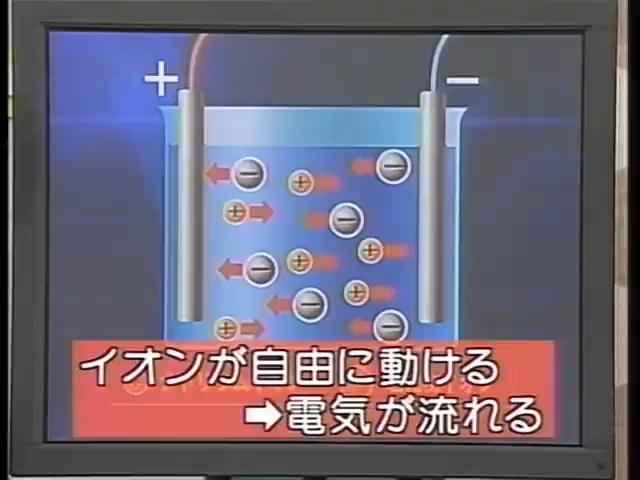 + −
− + −
+ −
+
− +
− +
+ −
イオンが自由に動ける
➡電気が流れる